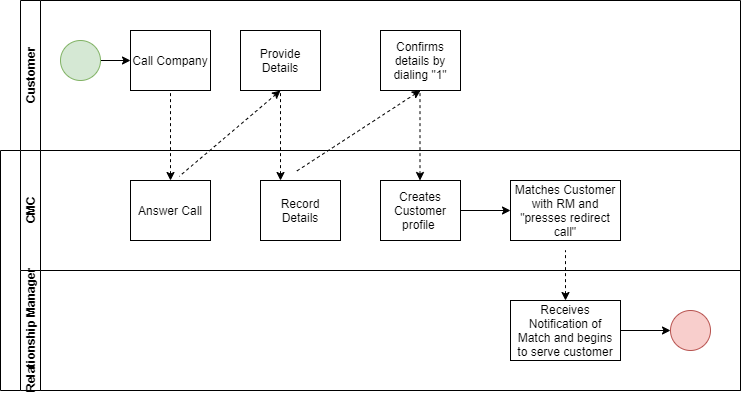 Customer
Call Company
Provide
Details
Confirms
details by
dialing "1"
CMC
Answer Call
Record
Details
Creates
Customer
profile
Matches Customer
with RM and
"presses redirect
call"
Relationship Manager
Receives
Notification of
Match and begins
to serve customer